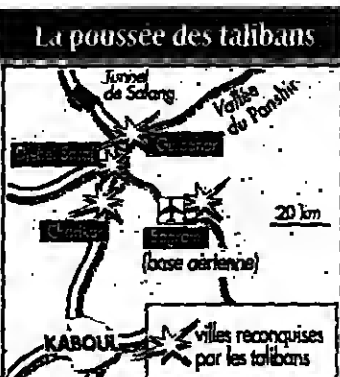 La poussée des talibans
Tunnel
de Salang
Vallée
du Panshir
Gulbahar
Charikar
Bagram
20 km
(base aérienne)
KABOUL
villes reconquises
par les talibans